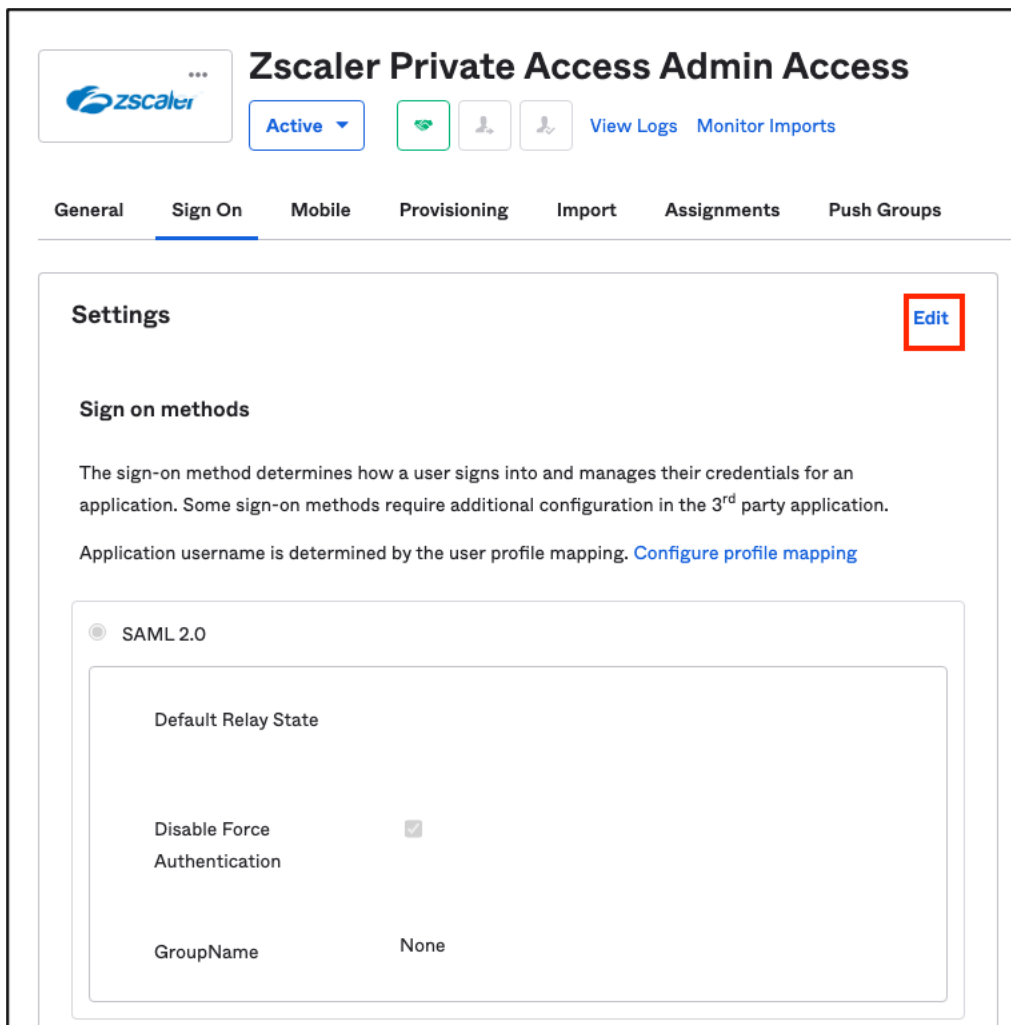 Zscaler Private Access Admin Access
zscaler
Active
View Logs Monitor Imports
General Sign On Mobile Provisioning Import Assignments Push Groups
Settings
Edit
Sign on methods
The sign-on method determines how a user signs into and manages their credentials for an
application. Some sign-on methods require additional configuration in the 3rd party application.
Application username is determined by the user profile mapping. Configure profile mapping
SAML 2.0
Default Relay State
Disable Force
Authentication
GroupName None